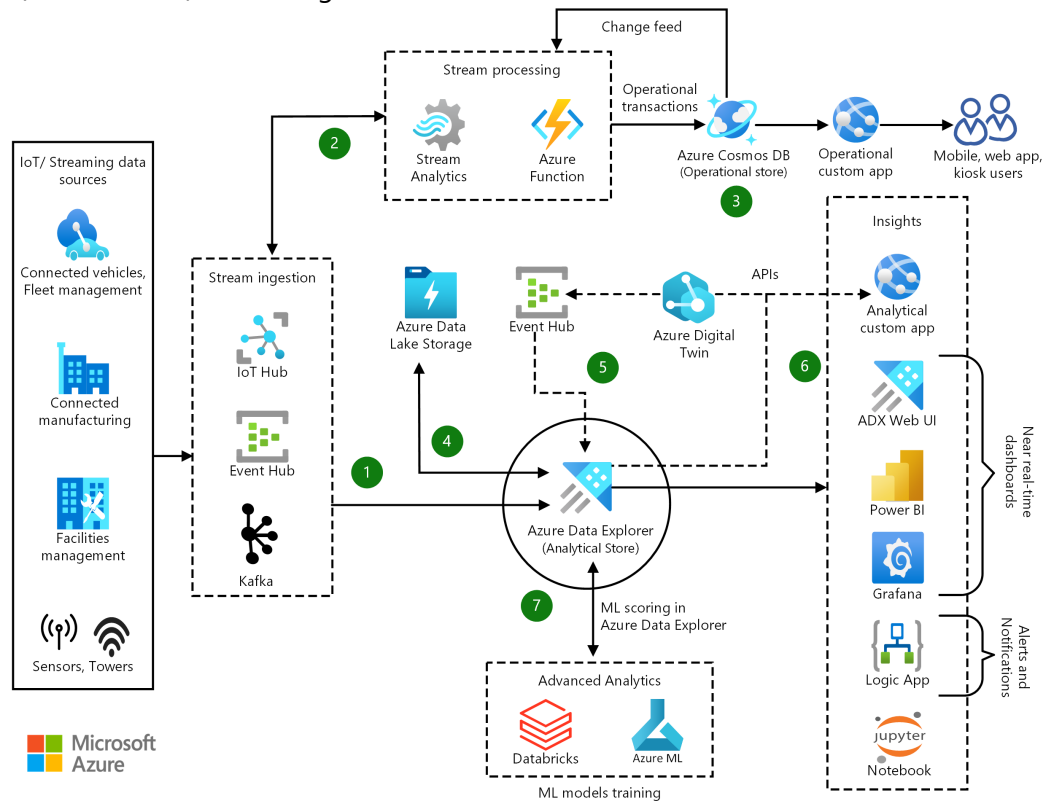 Change feed
Stream processing
Stream
Analytics
Azure
Function
Operational
transactions
Azure Cosmos DB
(Operational store)
Operational
custom app
Mobile, web app,
kiosk users
2
3
IoT/ Streaming data
sources
Connected vehicles,
Fleet management
Connected
manufacturing
Facilities
management
Sensors, Towers
Stream ingestion
IoT Hub
Event Hub
Kafka
1
Azure Data
Lake Storage
4
Event Hub
5
Azure Digital
Twin
APIs
6
Azure Data Explorer
(Analytical Store)
7
ML scoring in
Azure Data Explorer
Advanced Analytics
Databricks
Azure ML
ML models training
Insights
Analytical
custom app
ADX Web UI
Power BI
Grafana
Logic App
jupyter
Notebook
Near real-time
dashboards
Alerts and
Notifications
Microsoft
Azure